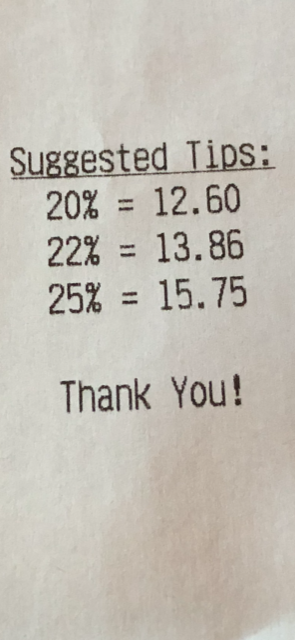 Suggested Tips:
20% = 12.60
22% = 13.86
25% = 15.75
Thank You!